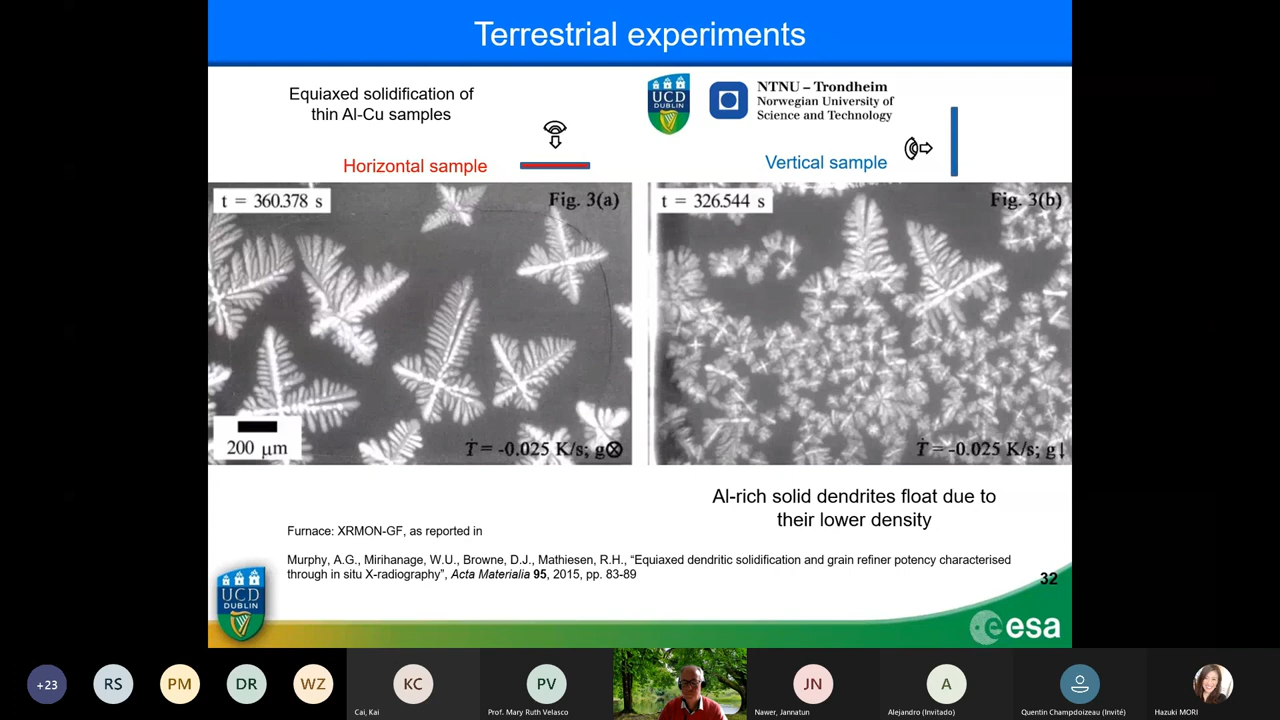 Terrestrial experiments
Equiaxed solidification of
thin Al-Cu samples
Horizontal sample
UCD
DUBLIN
NTNU – Trondheim
Norwegian University of
Science and Technology
Vertical sample
t = 360.378 s
Fig. 3(a)
200 μm
Ṫ = -0.025 K/s; g⊗
t = 326.544 s
Fig. 3(b)
Ṫ = -0.025 K/s; g↓
Al-rich solid dendrites float due to
their lower density
Furnace: XRMON-GF, as reported in
Murphy, A.G., Mirihanage, W.U., Browne, D.J., Mathiesen, R.H., “Equiaxed dendritic solidification and grain refiner potency characterised
through in situ X-radiography”, Acta Materialia 95, 2015, pp. 83-89
32
UCD
DUBLIN
esa
+23
RS
PM
DR
WZ
KC
Cai, Kai
PV
Prof. Mary Ruth Velasco
JN
Nawer, Jannatun
A
Alejandro (Invitado)
Quentin Champdoizeau (Invité)
Hazuki MORI